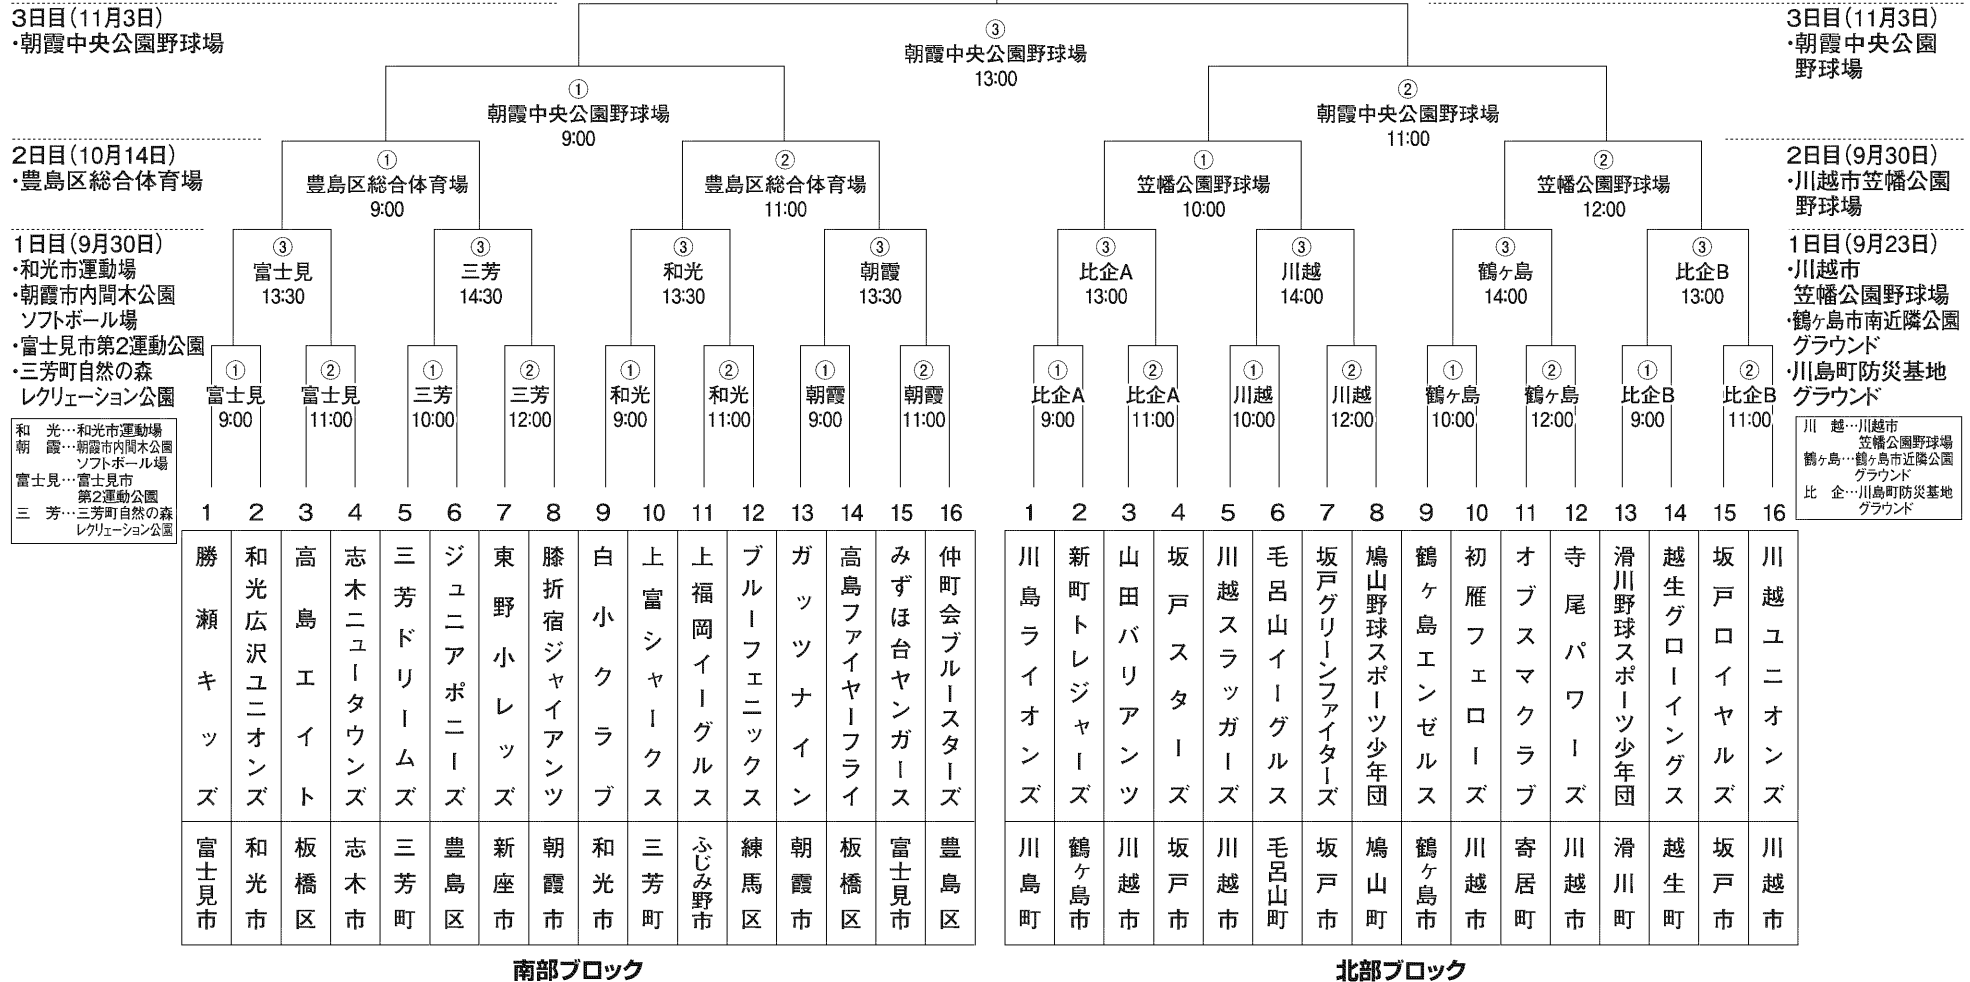 3日目（11月3日）
・朝霞中央公園野球場
③
朝霞中央公園野球場
13:00
3日目（11月3日）
・朝霞中央公園
野球場
①
朝霞中央公園野球場
9:00
②
朝霞中央公園野球場
11:00
2日目（10月14日）
・豊島区総合体育場
①
豊島区総合体育場
9:00
②
豊島区総合体育場
11:00
①
笠幡公園野球場
10:00
②
笠幡公園野球場
12:00
2日目（9月30日）
・川越市笠幡公園
野球場
1日目（9月30日）
・和光市運動場
・朝霞市内間木公園
ソフトボール場
・富士見市第2運動公園
・三芳町自然の森
レクリェーション公園
③
富士見
13:30
③
三芳
14:30
③
和光
13:30
③
朝霞
13:30
③
比企A
13:00
③
川越
14:00
③
鶴ヶ島
14:00
③
比企B
13:00
1日目（9月23日）
・川越市
笠幡公園野球場
・鶴ヶ島市南近隣公園
グラウンド
・川島町防災基地
グラウンド
①
富士見
9:00
②
富士見
11:00
①
三芳
10:00
②
三芳
12:00
①
和光
9:00
②
和光
11:00
①
朝霞
9:00
②
朝霞
11:00
①
比企A
9:00
②
比企A
11:00
①
川越
10:00
②
川越
12:00
①
鶴ヶ島
10:00
②
鶴ヶ島
12:00
①
比企B
9:00
②
比企B
11:00
和　光…和光市運動場
朝　霞…朝霞市内間木公園
ソフトボール場
富士見…富士見市
第2運動公園
三　芳…三芳町自然の森
レクリェーション公園
川　越…川越市
笠幡公園野球場
鶴ヶ島…鶴ヶ島市近隣公園
グラウンド
比　企…川島町防災基地
グラウンド
1 2 3 4 5 6 7 8 9 10 11 12 13 14 15 16
勝瀬キッズ
和光広沢ユニオンズ
高島エイト
志木ニュータウンズ
三芳ドリームズ
ジュニアポニーズ
東野小レッズ
膝折宿ジャイアンツ
白小クラブ
上富シャークス
上福岡イーグルス
ブルーフェニックス
ガッツナイン
高島ファイヤーフライ
みずほ台ヤンガース
仲町会ブルースターズ
富士見市
和光市
板橋区
志木市
三芳町
豊島区
新座市
朝霞市
和光市
三芳町
ふじみ野市
練馬区
朝霞市
板橋区
富士見市
豊島区
南部ブロック
1 2 3 4 5 6 7 8 9 10 11 12 13 14 15 16
川島ライオンズ
新町トレジャーズ
山田バリアンツ
坂戸スターズ
川越スラッガーズ
毛呂山イーグルス
坂戸グリーンファイターズ
鳩山野球スポーツ少年団
鶴ヶ島エンゼルス
初雁フェローズ
オブスマクラブ
寺尾パワーズ
滑川野球スポーツ少年団
越生グローイングス
坂戸ロイヤルズ
川越ユニオンズ
川島町
鶴ヶ島市
川越市
坂戸市
川越市
毛呂山町
坂戸市
鳩山町
鶴ヶ島市
川越市
寄居町
川越市
滑川町
越生町
坂戸市
川越市
北部ブロック